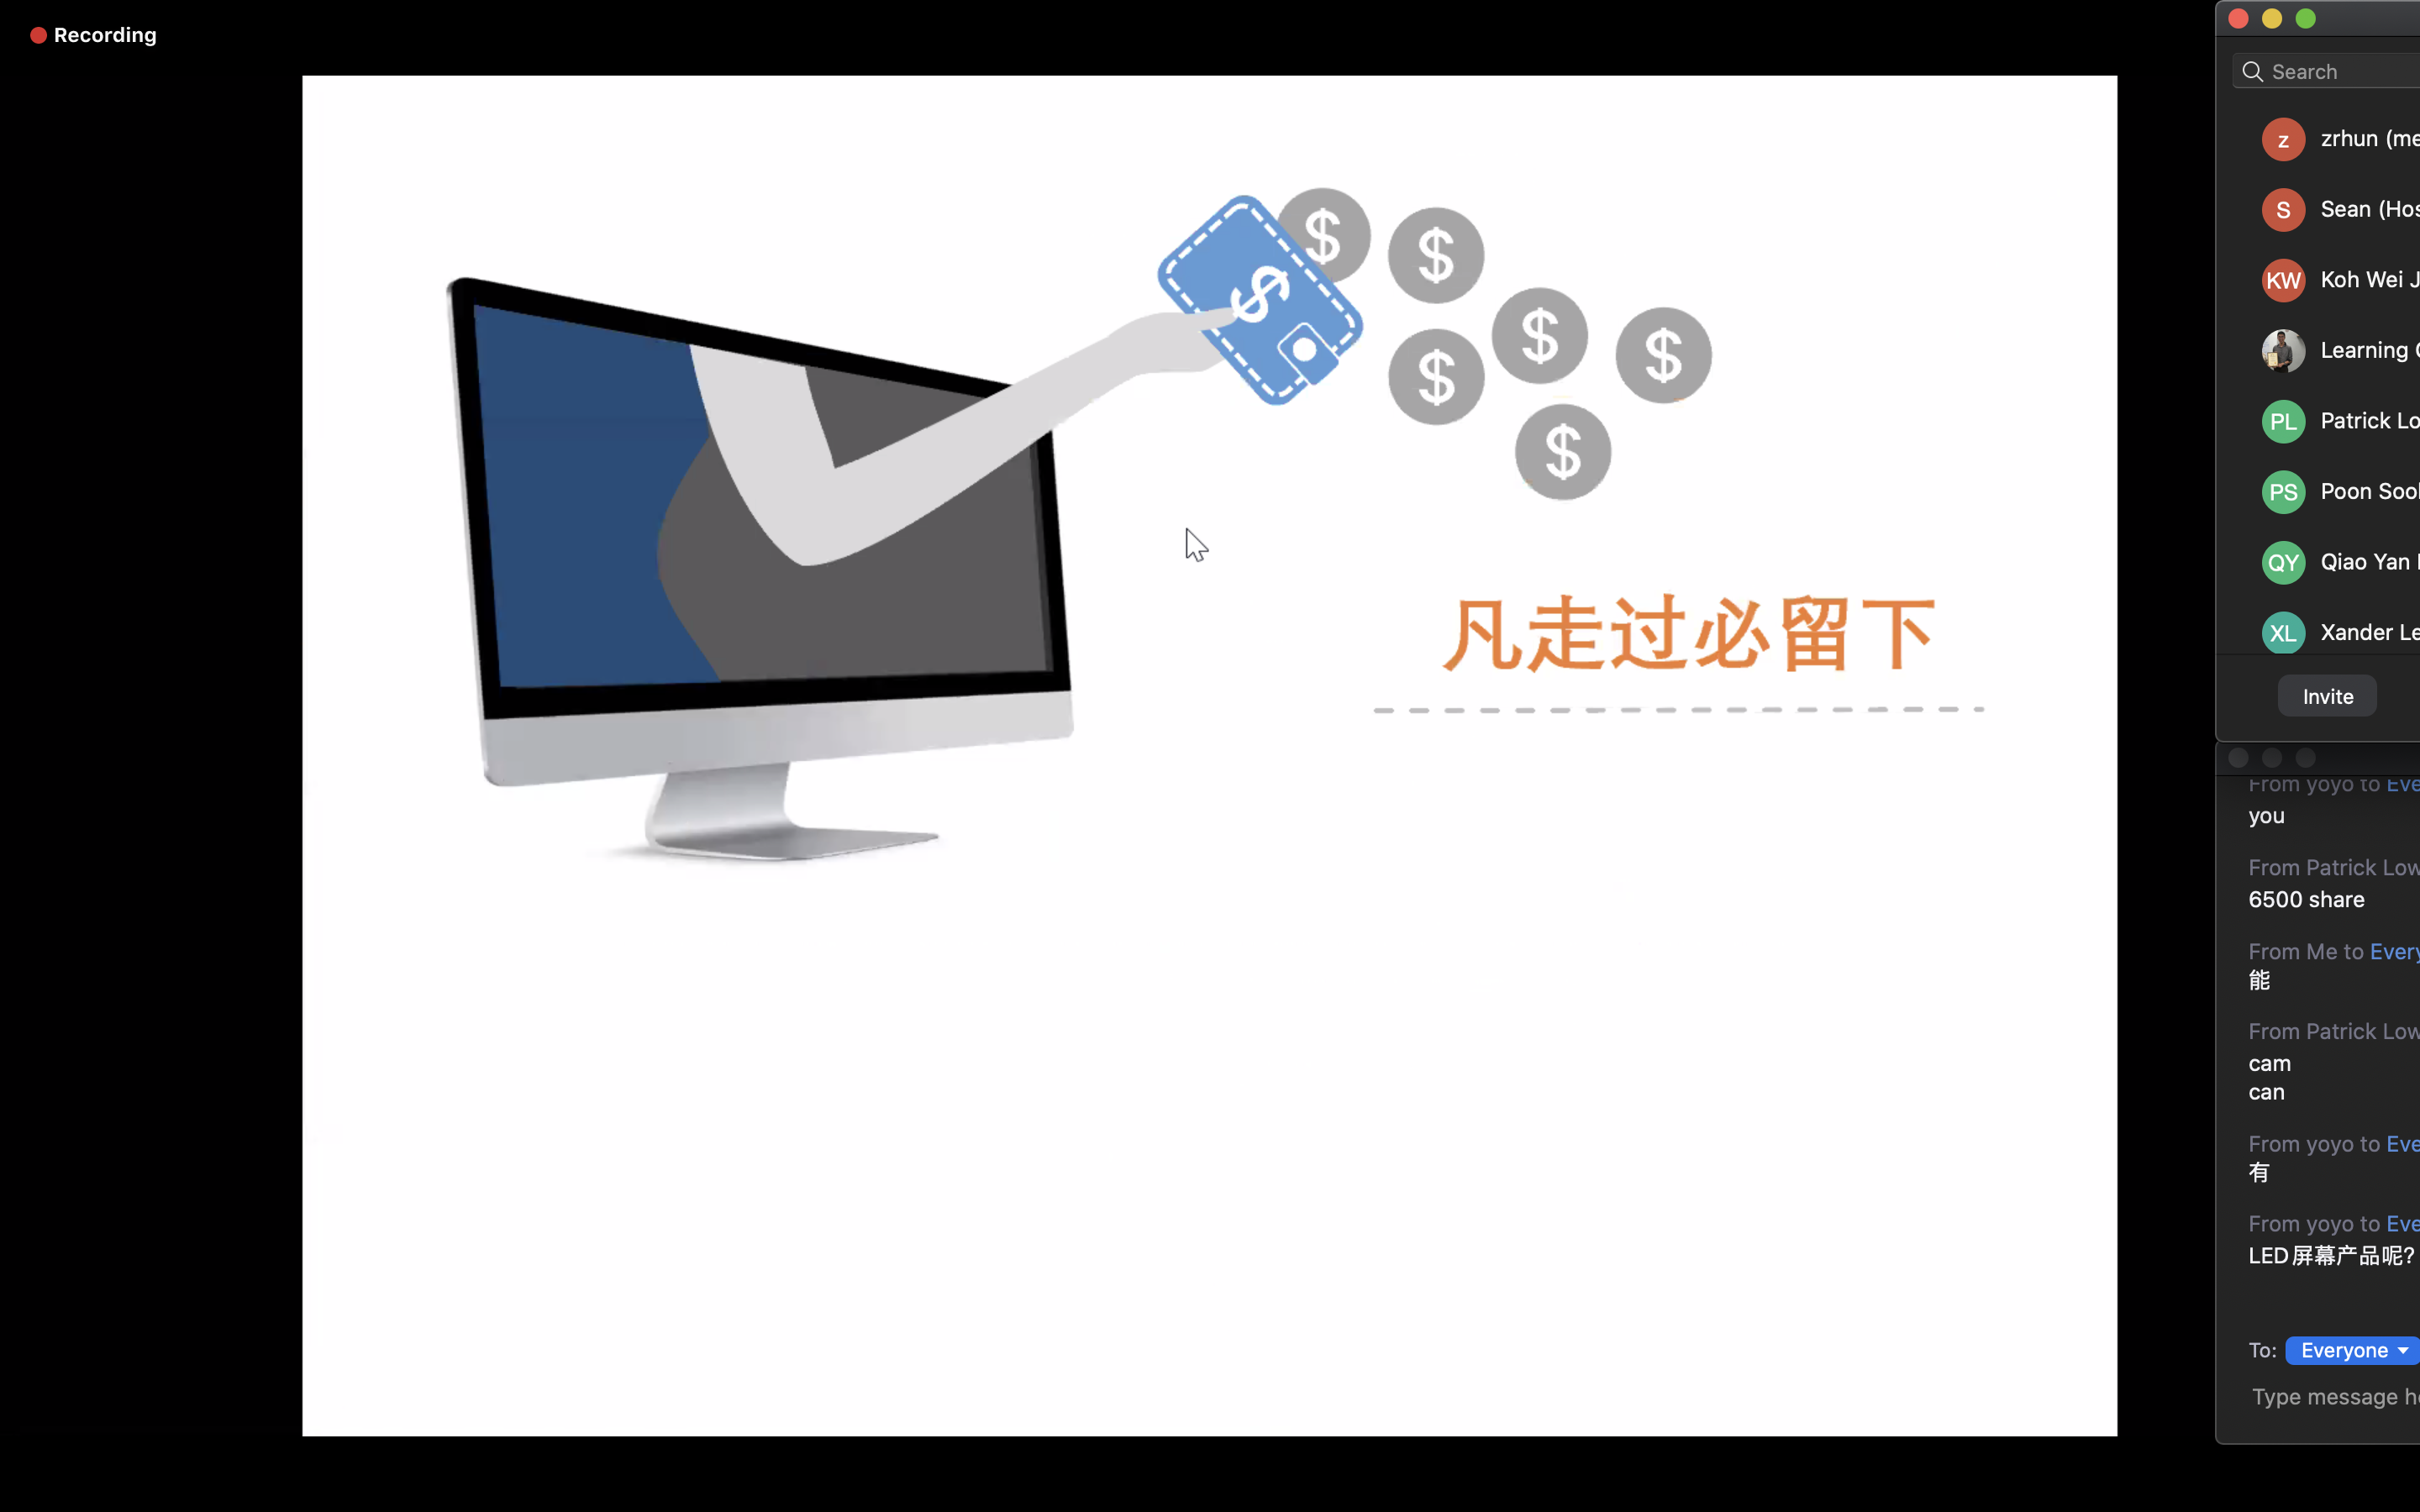 Recording
$
$
$
$
$
$
$
凡走过必留下
Search
z
zrhun (me
S
Sean (Hos
KW
Koh Wei J
Learning
PL
Patrick Lo
PS
Poon Soo
QY
Qiao Yan
XL
Xander Le
Invite
From yoyo to Eve
you
From Patrick Low
6500 share
From Me to Every
能
From Patrick Low
cam
can
From yoyo to Eve
有
From yoyo to Eve
LED屏幕产品呢?
To: Everyone
Type message he